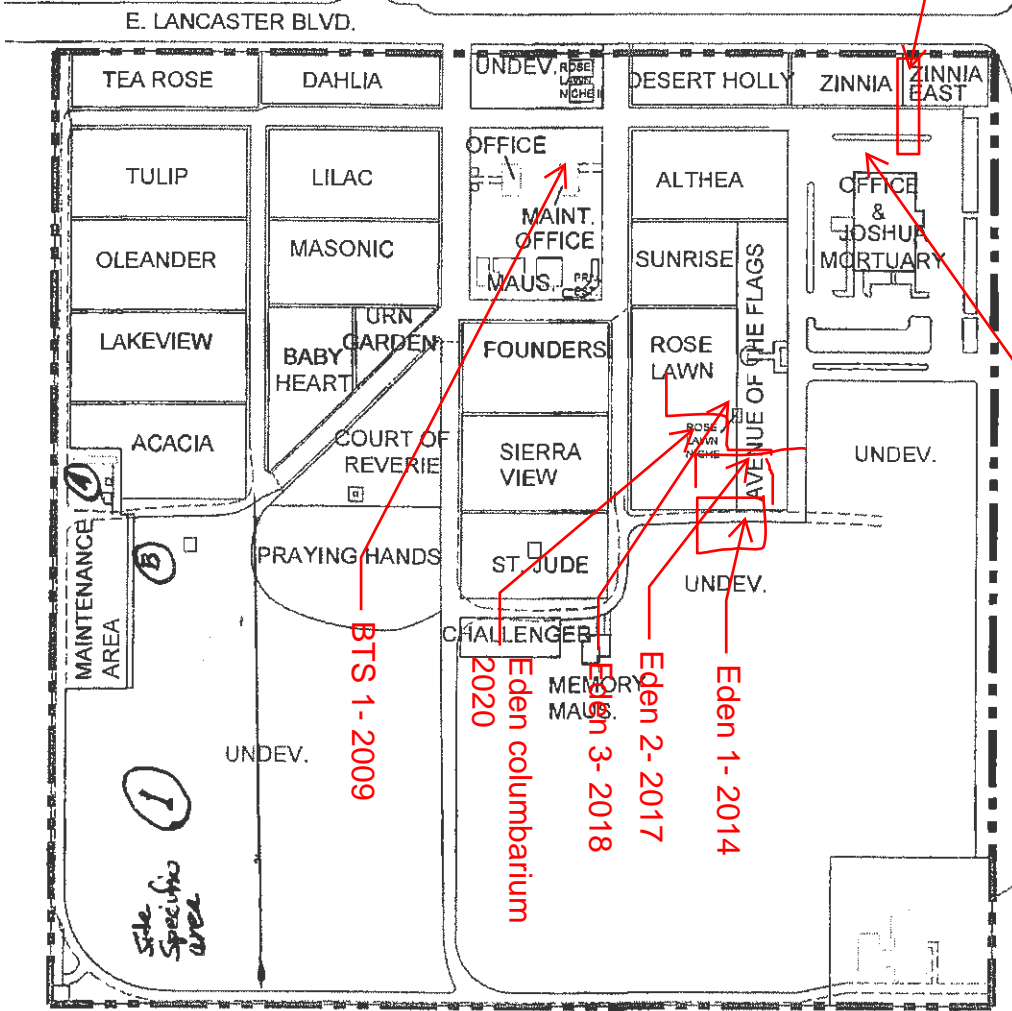 E. LANCASTER BLVD.
TEA ROSE
DAHLIA
UNDEV.
ROSE
LAWN
NICHE II
DESERT HOLLY
ZINNIA
ZINNIA
EAST
TULIP
LILAC
OFFICE
MAINT.
OFFICE
MAUS.
ALTHEA
OFFICE
&
JOSHUA
MORTUARY
OLEANDER
MASONIC
SUNRISE
AVENUE OF THE FLAGS
LAKEVIEW
BABY
HEART
URN
GARDEN
FOUNDERS
ROSE
LAWN
ROSE
LAWN
NICHE
ACACIA
COURT OF
REVERIE
SIERRA
VIEW
UNDEV.
A
B
MAINTENANCE
AREA
PRAYING HANDS
ST. JUDE
UNDEV.
CHALLENGER
MEMORY
MAUS.
UNDEV.
1
Site
Specific
area
BTS 1- 2009
Eden columbarium
2020
Eden 3- 2018
Eden 2- 2017
Eden 1- 2014